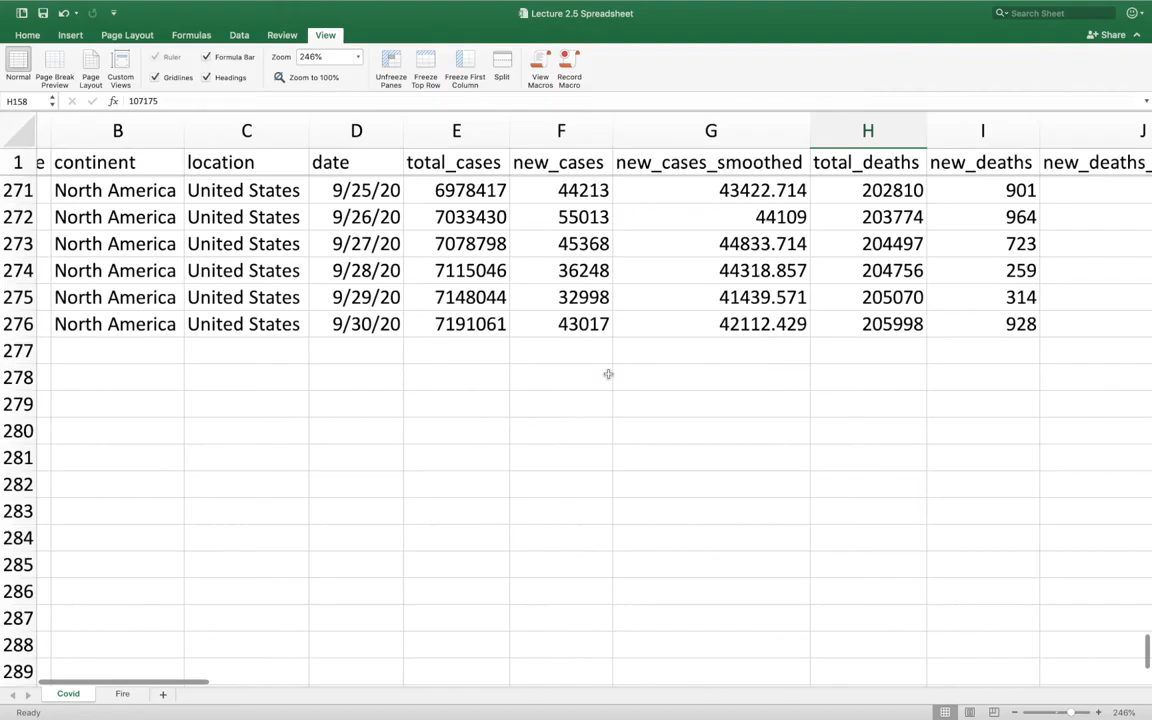 Lecture 2.5 Spreadsheet
Search Sheet
Home Insert Page Layout Formulas Data Review View
Share
Normal
Page Break Preview
Page Layout
Custom Views
Ruler
Formula Bar
Gridlines
Headings
Zoom 246%
Zoom to 100%
Unfreeze Panes
Freeze Top Row
Freeze First Column
Split
View Macros
Record Macro
H158 fx 107175
B C D E F G H I J
1 e continent location date total_cases new_cases new_cases_smoothed total_deaths new_deaths new_deaths_
271 North America United States 9/25/20 6978417 44213 43422.714 202810 901
272 North America United States 9/26/20 7033430 55013 44109 203774 964
273 North America United States 9/27/20 7078798 45368 44833.714 204497 723
274 North America United States 9/28/20 7115046 36248 44318.857 204756 259
275 North America United States 9/29/20 7148044 32998 41439.571 205070 314
276 North America United States 9/30/20 7191061 43017 42112.429 205998 928
277
278
279
280
281
282
283
284
285
286
287
288
289
Covid Fire +
Ready
246%